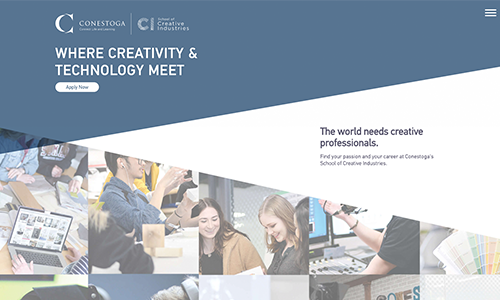 CONESTOGA
Connect Life and Learning
School of
Creative
Industries
WHERE CREATIVITY &
TECHNOLOGY MEET
Apply Now
The world needs creative
professionals.
Find your passion and your career at Conestoga's
School of Creative Industries.